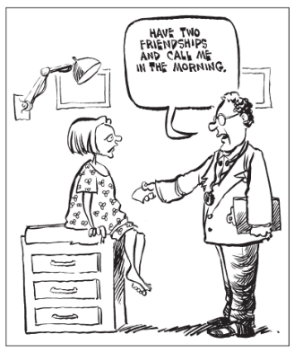 HAVE TWO
FRIENDSHIPS
AND CALL ME
IN THE MORNING.